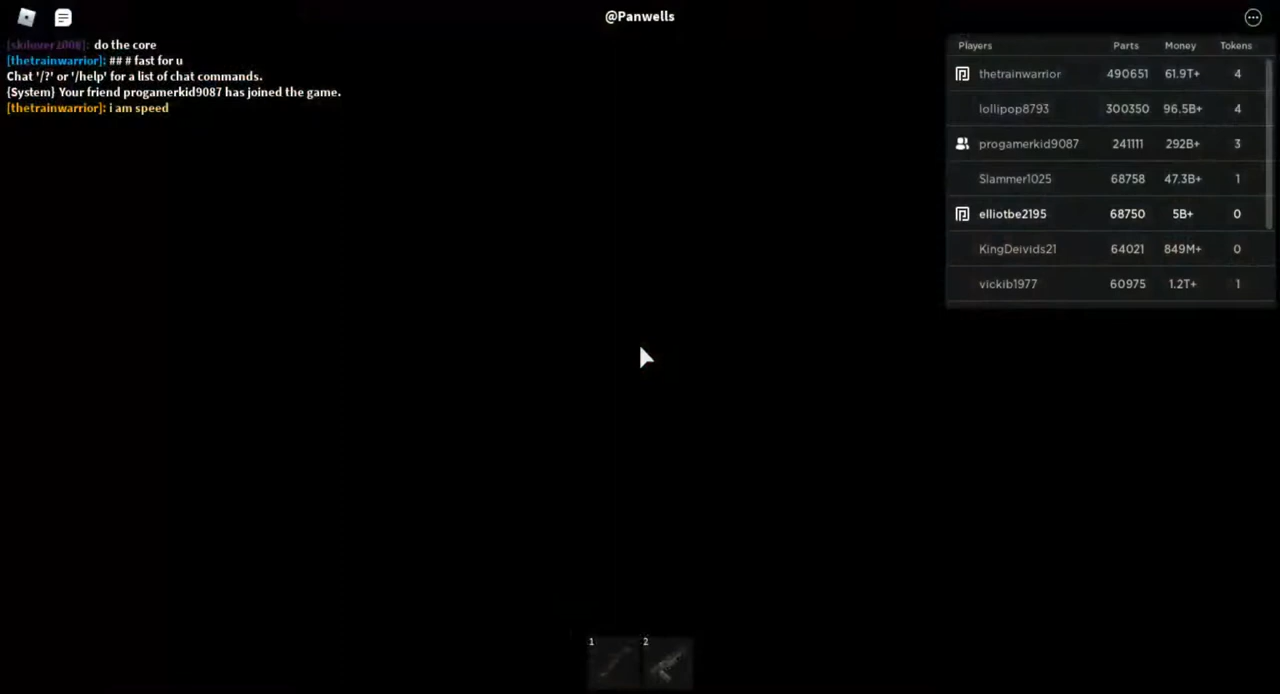 @Panwells
[skilover2008]: do the core
[thetrainwarrior]: ## # fast for u
Chat '/?' or '/help' for a list of chat commands.
{System} Your friend progamerkid9087 has joined the game.
[thetrainwarrior]: i am speed
Players Parts Money Tokens
thetrainwarrior 490651 61.9T+ 4
lollipop8793 300350 96.5B+ 4
progamerkid9087 241111 292B+ 3
Slammer1025 68758 47.3B+ 1
elliotbe2195 68750 5B+ 0
KingDeivids21 64021 849M+ 0
vickib1977 60975 1.2T+ 1
1 2